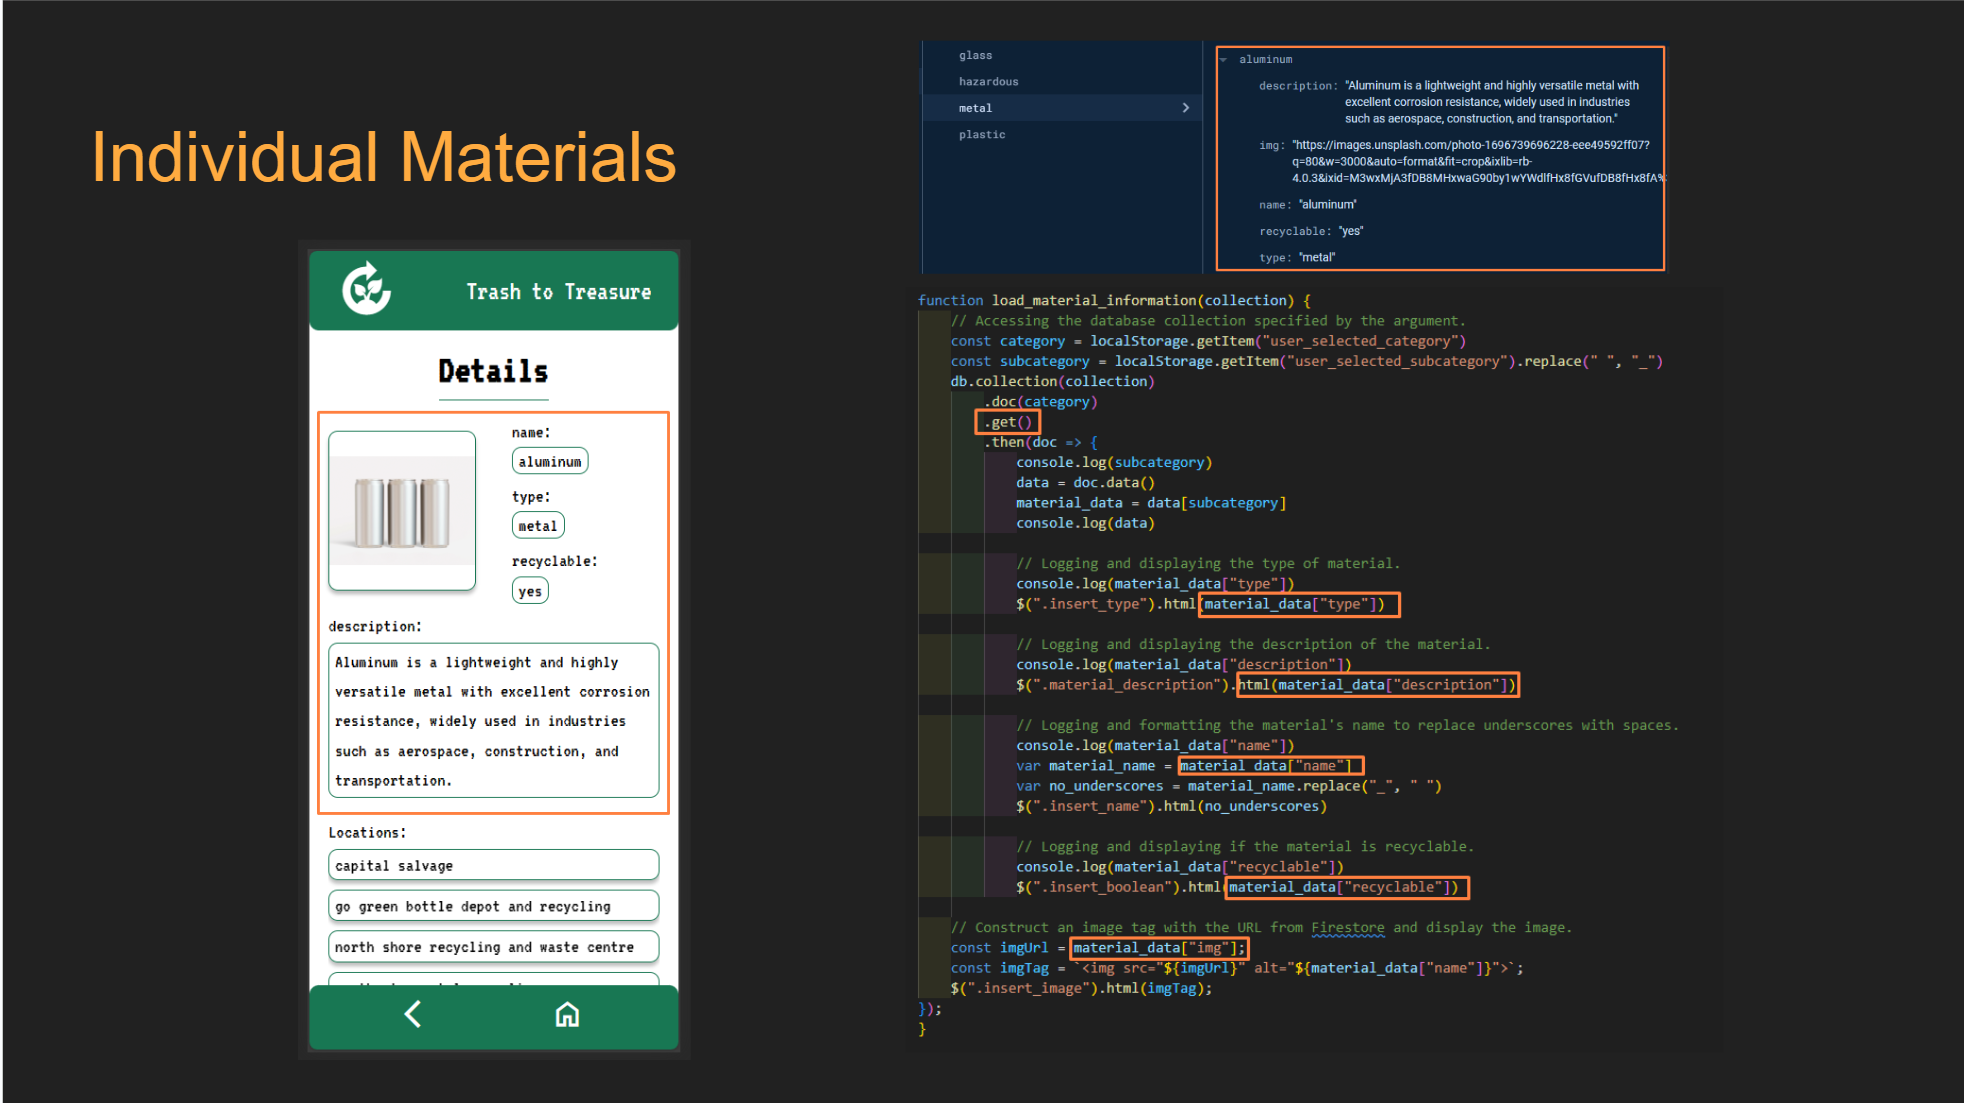 Individual Materials
Trash to Treasure
Details
name:
aluminum
type:
metal
recyclable:
yes
description:
Aluminum is a lightweight and highly
versatile metal with excellent corrosion
resistance, widely used in industries
such as aerospace, construction, and
transportation.
Locations:
capital salvage
go green bottle depot and recycling
north shore recycling and waste centre
glass
hazardous
metal
plastic
aluminum
description: "Aluminum is a lightweight and highly versatile metal with
excellent corrosion resistance, widely used in industries
such as aerospace, construction, and transportation."
img: "https://images.unsplash.com/photo-1696739696228-eee49592ff07?
q=80&w=3000&auto=format&fit=crop&ixlib=rb-
4.0.3&ixid=M3wxMjA3fDB8MHxwaG90by1wYWdlfHx8fGVufDB8fHx8fA%
name: "aluminum"
recyclable: "yes"
type: "metal"
function load_material_information(collection) {
// Accessing the database collection specified by the argument.
const category = localStorage.getItem("user_selected_category")
const subcategory = localStorage.getItem("user_selected_subcategory").replace(" ", "_")
db.collection(collection)
.doc(category)
.get()
.then(doc => {
console.log(subcategory)
data = doc.data()
material_data = data[subcategory]
console.log(data)
// Logging and displaying the type of material.
console.log(material_data["type"])
$(".insert_type").html(material_data["type"])
// Logging and displaying the description of the material.
console.log(material_data["description"])
$(".material_description").html(material_data["description"])
// Logging and formatting the material's name to replace underscores with spaces.
console.log(material_data["name"])
var material_name = material_data["name"]
var no_underscores = material_name.replace("_", " ")
$(".insert_name").html(no_underscores)
// Logging and displaying if the material is recyclable.
console.log(material_data["recyclable"])
$(".insert_boolean").html(material_data["recyclable"])
// Construct an image tag with the URL from Firestore and display the image.
const imgUrl = material_data["img"];
const imgTag = `<img src="${imgUrl}" alt="${material_data["name"]}">`;
$(".insert_image").html(imgTag);
});
}